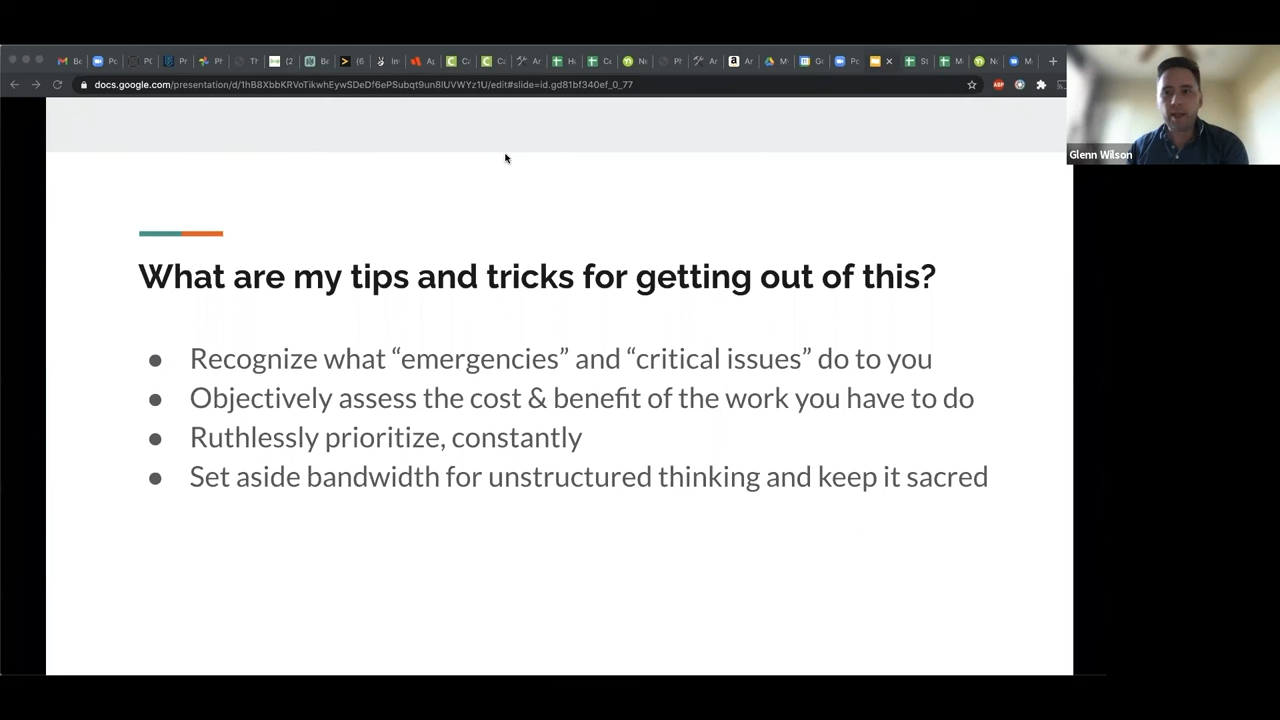 docs.google.com/presentation/d/1hB8XbbKRVoTikwhEywSDeDf6ePSubqt9un8lUVWYz1U/edit#slide=id.gd81bf340ef_0_77
Glenn Wilson
What are my tips and tricks for getting out of this?
● Recognize what “emergencies” and “critical issues” do to you
● Objectively assess the cost & benefit of the work you have to do
● Ruthlessly prioritize, constantly
● Set aside bandwidth for unstructured thinking and keep it sacred